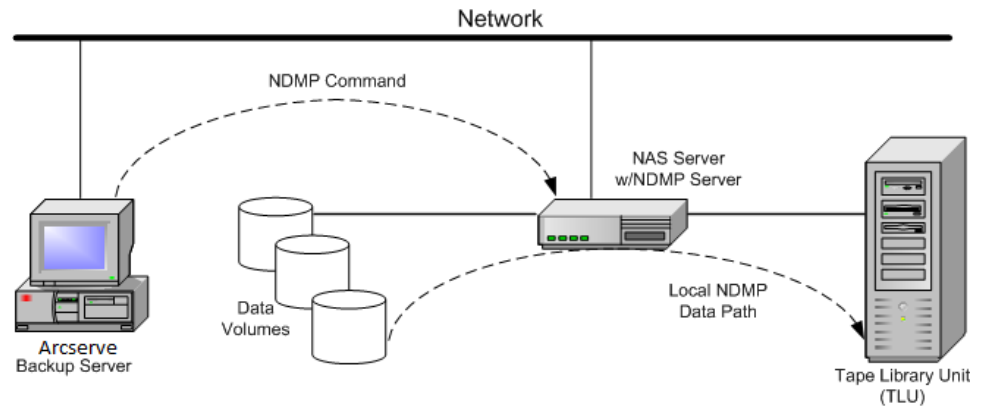 Network
NDMP Command
NAS Server
w/NDMP Server
Data
Volumes
Local NDMP
Data Path
Arcserve
Backup Server
Tape Library Unit
(TLU)